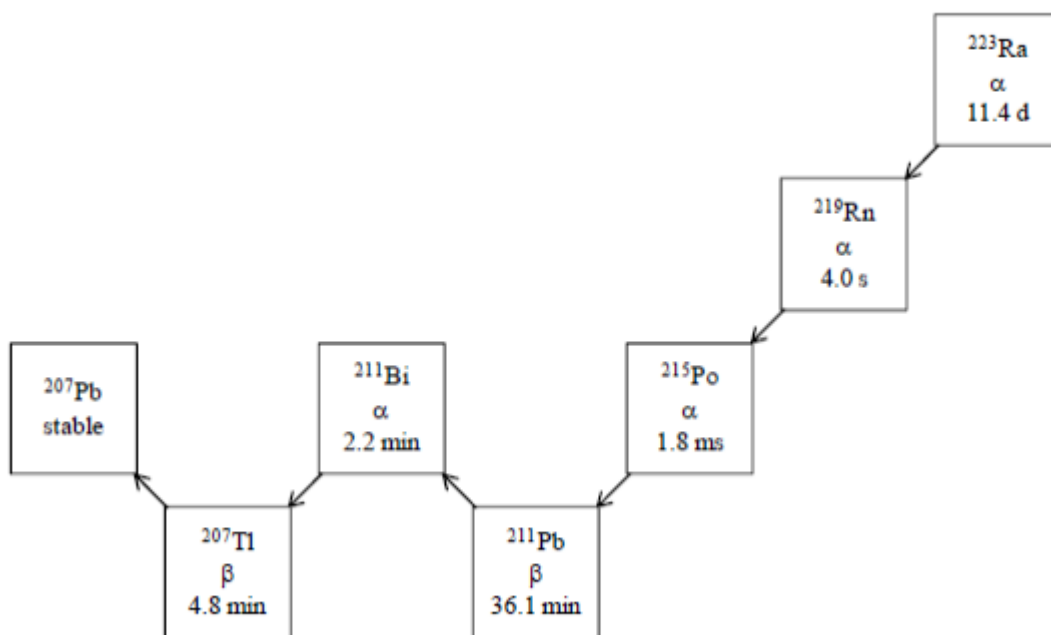 ²²³Ra
α
11.4 d
²¹⁹Rn
α
4.0 s
²⁰⁷Pb
stable
²¹¹Bi
α
2.2 min
²¹⁵Po
α
1.8 ms
²⁰⁷Tl
β
4.8 min
²¹¹Pb
β
36.1 min